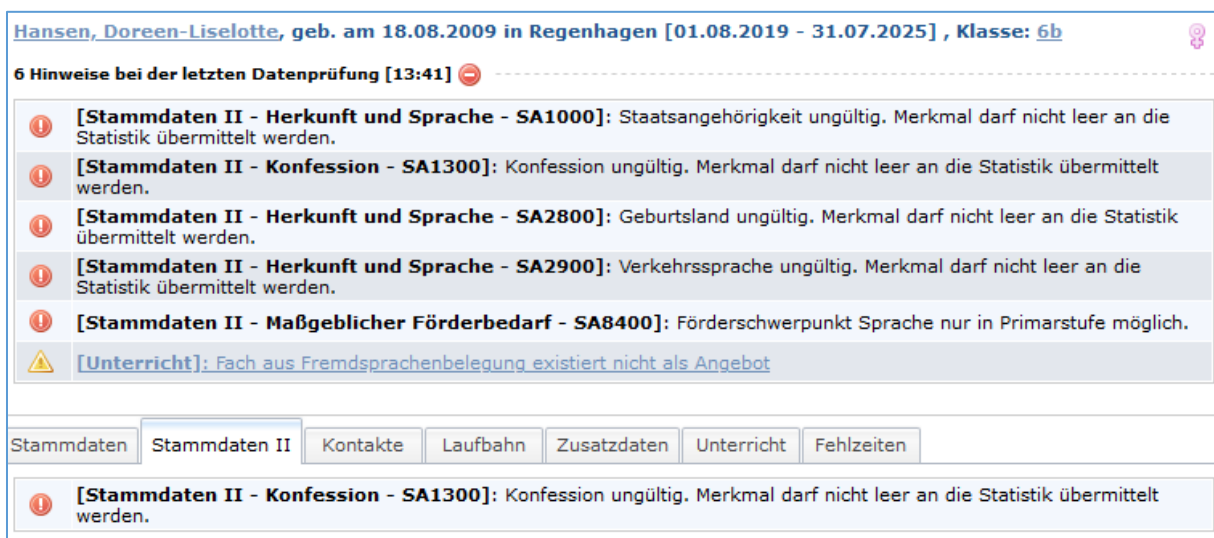 Hansen, Doreen-Liselotte, geb. am 18.08.2009 in Regenhagen [01.08.2019 - 31.07.2025] , Klasse: 6b
6 Hinweise bei der letzten Datenprüfung [13:41]
[Stammdaten II - Herkunft und Sprache - SA1000]: Staatsangehörigkeit ungültig. Merkmal darf nicht leer an die
Statistik übermittelt werden.
[Stammdaten II - Konfession - SA1300]: Konfession ungültig. Merkmal darf nicht leer an die Statistik übermittelt
werden.
[Stammdaten II - Herkunft und Sprache - SA2800]: Geburtsland ungültig. Merkmal darf nicht leer an die Statistik
übermittelt werden.
[Stammdaten II - Herkunft und Sprache - SA2900]: Verkehrssprache ungültig. Merkmal darf nicht leer an die
Statistik übermittelt werden.
[Stammdaten II - Maßgeblicher Förderbedarf - SA8400]: Förderschwerpunkt Sprache nur in Primarstufe möglich.
[Unterricht]: Fach aus Fremdsprachenbelegung existiert nicht als Angebot
Stammdaten Stammdaten II Kontakte Laufbahn Zusatzdaten Unterricht Fehlzeiten
[Stammdaten II - Konfession - SA1300]: Konfession ungültig. Merkmal darf nicht leer an die Statistik übermittelt
werden.